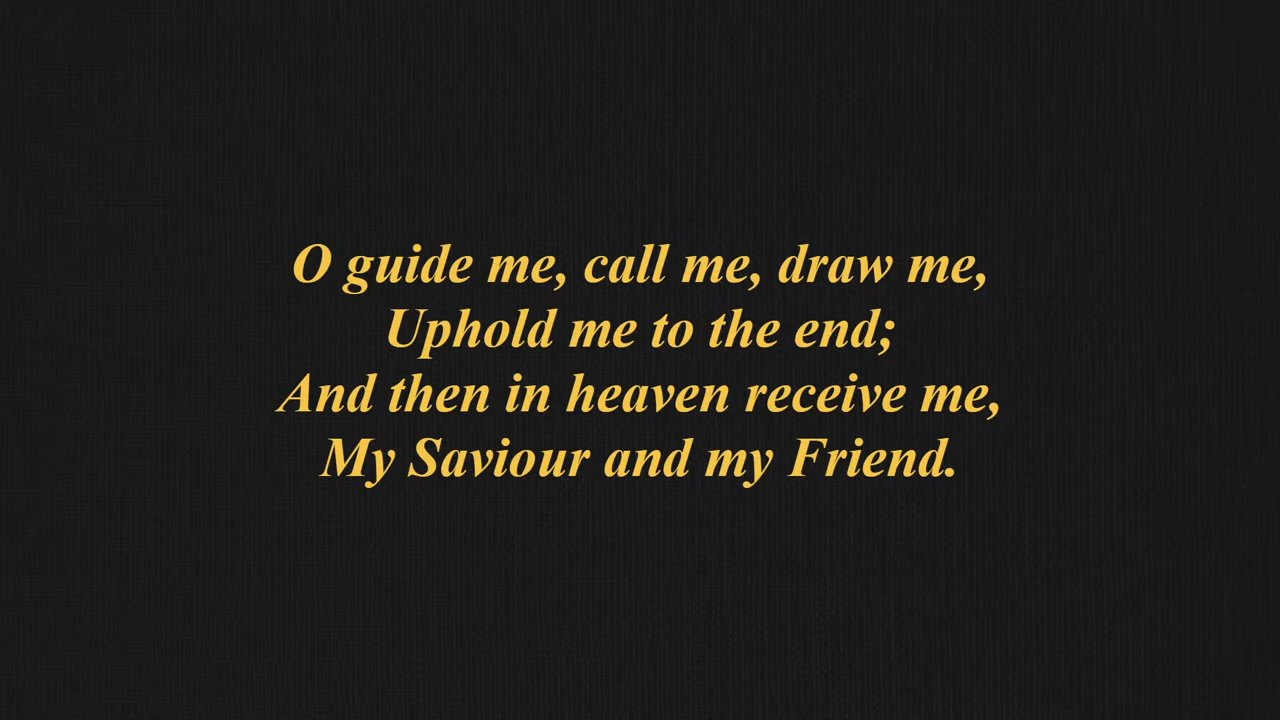 O guide me, call me, draw me,
Uphold me to the end;
And then in heaven receive me,
My Saviour and my Friend.